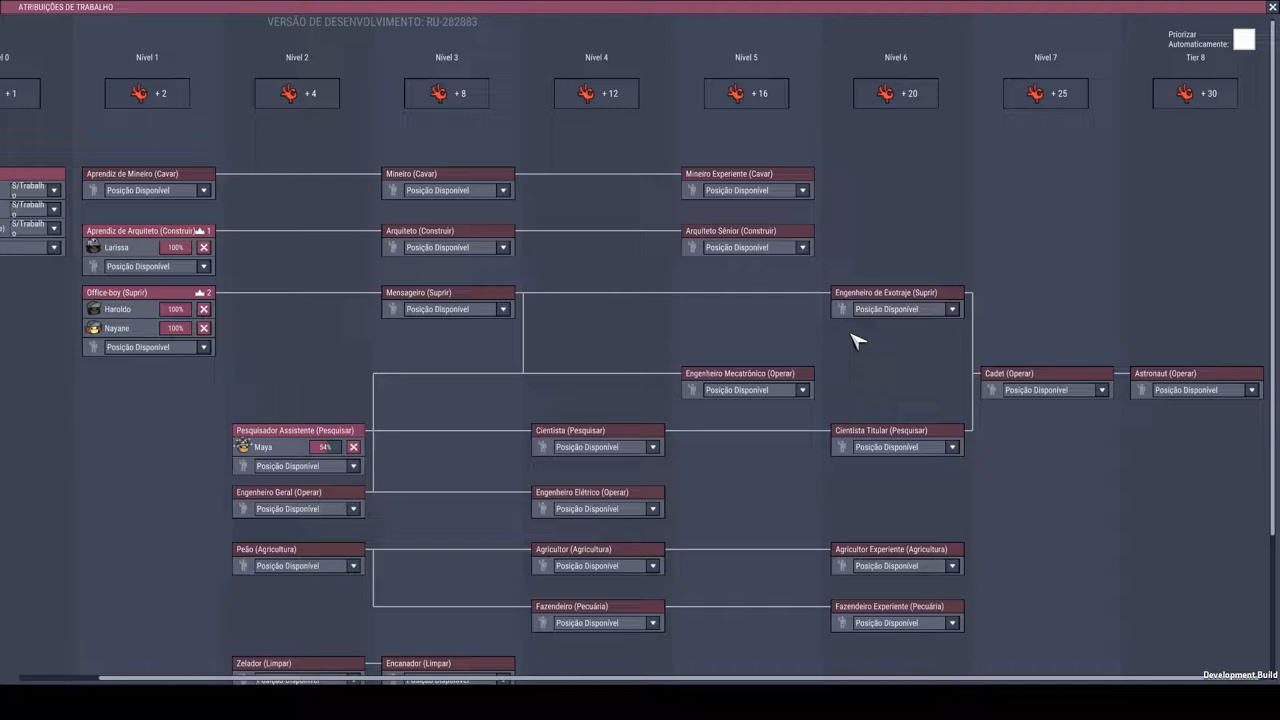 ATRIBUIÇÕES DE TRABALHO
VERSÃO DE DESENVOLVIMENTO: RU-282883
Priorizar
Automaticamente:
Nível 1
Nível 2
Nível 3
Nível 4
Nível 5
Nível 6
Nível 7
Tier 8
+ 1
+ 2
+ 4
+ 8
+ 12
+ 16
+ 20
+ 25
+ 30
S/Trabalh
o
S/Trabalh
o
S/Trabalh
o
Aprendiz de Mineiro (Cavar)
Posição Disponível
Mineiro (Cavar)
Posição Disponível
Mineiro Experiente (Cavar)
Posição Disponível
Aprendiz de Arquiteto (Construir) 1
Larissa 100%
Posição Disponível
Arquiteto (Construir)
Posição Disponível
Arquiteto Sênior (Construir)
Posição Disponível
Office-boy (Suprir) 2
Haroldo 100%
Nayane 100%
Posição Disponível
Mensageiro (Suprir)
Posição Disponível
Engenheiro de Exotraje (Suprir)
Posição Disponível
Engenheiro Mecatrônico (Operar)
Posição Disponível
Cadet (Operar)
Posição Disponível
Astronaut (Operar)
Posição Disponível
Pesquisador Assistente (Pesquisar)
Maya 54%
Posição Disponível
Cientista (Pesquisar)
Posição Disponível
Cientista Titular (Pesquisar)
Posição Disponível
Engenheiro Geral (Operar)
Posição Disponível
Engenheiro Elétrico (Operar)
Posição Disponível
Peão (Agricultura)
Posição Disponível
Agricultor (Agricultura)
Posição Disponível
Agricultor Experiente (Agricultura)
Posição Disponível
Fazendeiro (Pecuária)
Posição Disponível
Fazendeiro Experiente (Pecuária)
Posição Disponível
Zelador (Limpar)
Encanador (Limpar)
Development Build